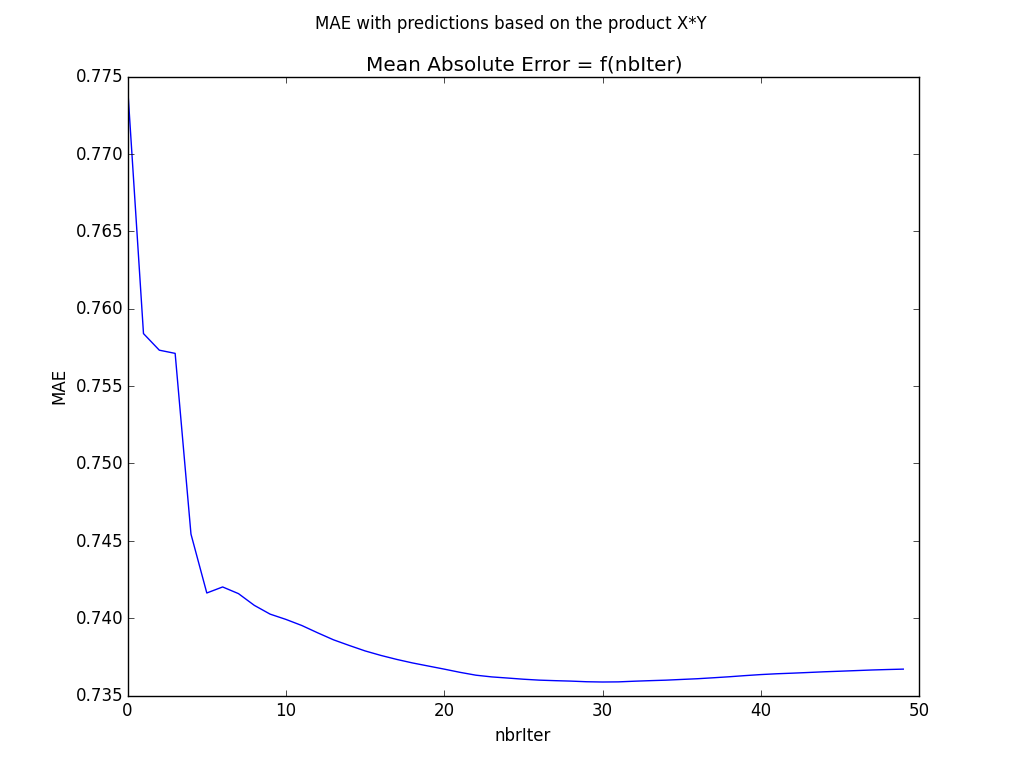 MAE with predictions based on the product X*Y
Mean Absolute Error = f(nbIter)
0.775
0.770
0.765
0.760
0.755
0.750
0.745
0.740
0.735
MAE
0 10 20 30 40 50
nbrIter